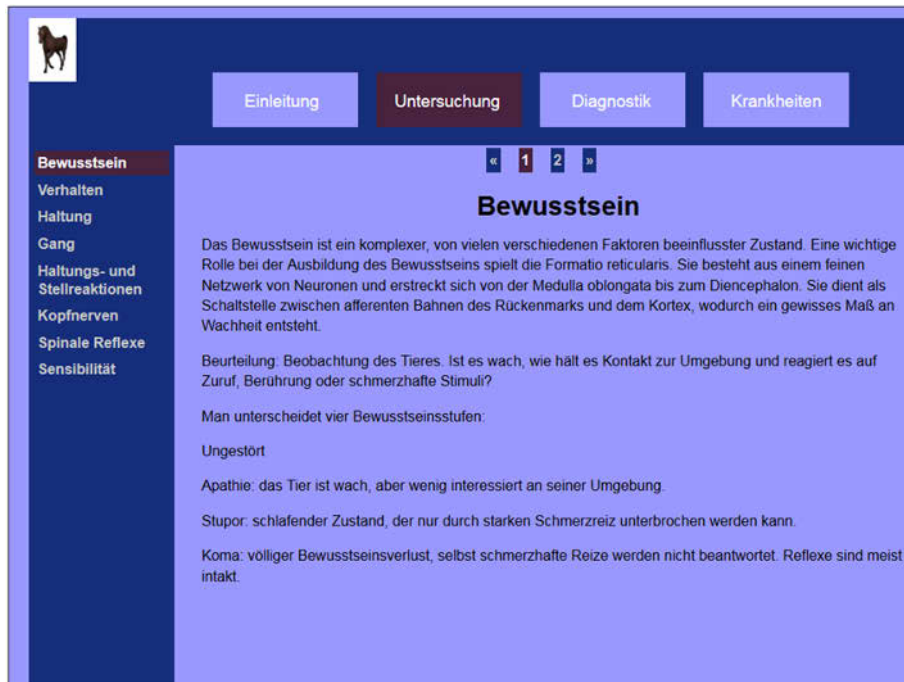 Einleitung
Untersuchung
Diagnostik
Krankheiten
Bewusstsein
Verhalten
Haltung
Gang
Haltungs- und
Stellreaktionen
Kopfnerven
Spinale Reflexe
Sensibilität
« 1 2 »
Bewusstsein
Das Bewusstsein ist ein komplexer, von vielen verschiedenen Faktoren beeinflusster Zustand. Eine wichtige
Rolle bei der Ausbildung des Bewusstseins spielt die Formatio reticularis. Sie besteht aus einem feinen
Netzwerk von Neuronen und erstreckt sich von der Medulla oblongata bis zum Diencephalon. Sie dient als
Schaltstelle zwischen afferenten Bahnen des Rückenmarks und dem Kortex, wodurch ein gewisses Maß an
Wachheit entsteht.
Beurteilung: Beobachtung des Tieres. Ist es wach, wie hält es Kontakt zur Umgebung und reagiert es auf
Zuruf, Berührung oder schmerzhafte Stimuli?
Man unterscheidet vier Bewusstseinsstufen:
Ungestört
Apathie: das Tier ist wach, aber wenig interessiert an seiner Umgebung.
Stupor: schlafender Zustand, der nur durch starken Schmerzreiz unterbrochen werden kann.
Koma: völliger Bewusstseinsverlust, selbst schmerzhafte Reize werden nicht beantwortet. Reflexe sind meist
intakt.